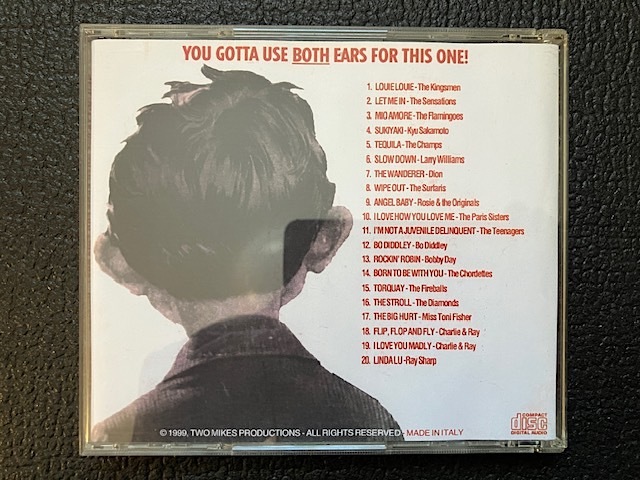 YOU GOTTA USE BOTH EARS FOR THIS ONE!
1. LOUIE LOUIE - The Kingsmen
2. LET ME IN - The Sensations
3. MIO AMORE - The Flamingoes
4. SUKIYAKI - Kyu Sakamoto
5. TEQUILA - The Champs
6. SLOW DOWN - Larry Williams
7. THE WANDERER - Dion
8. WIPE OUT - The Surfaris
9. ANGEL BABY - Rosie & the Originals
10. I LOVE HOW YOU LOVE ME - The Paris Sisters
11. I'M NOT A JUVENILE DELINQUENT - The Teenagers
12. BO DIDDLEY - Bo Diddley
13. ROCKIN' ROBIN - Bobby Day
14. BORN TO BE WITH YOU - The Chordettes
15. TORQUAY - The Fireballs
16. THE STROLL - The Diamonds
17. THE BIG HURT - Miss Toni Fisher
18. FLIP, FLOP AND FLY - Charlie & Ray
19. I LOVE YOU MADLY - Charlie & Ray
20. LINDA LU - Ray Sharp
© 1999, TWO MIKES PRODUCTIONS - ALL RIGHTS RESERVED - MADE IN ITALY
COMPACT
disc
DIGITAL AUDIO